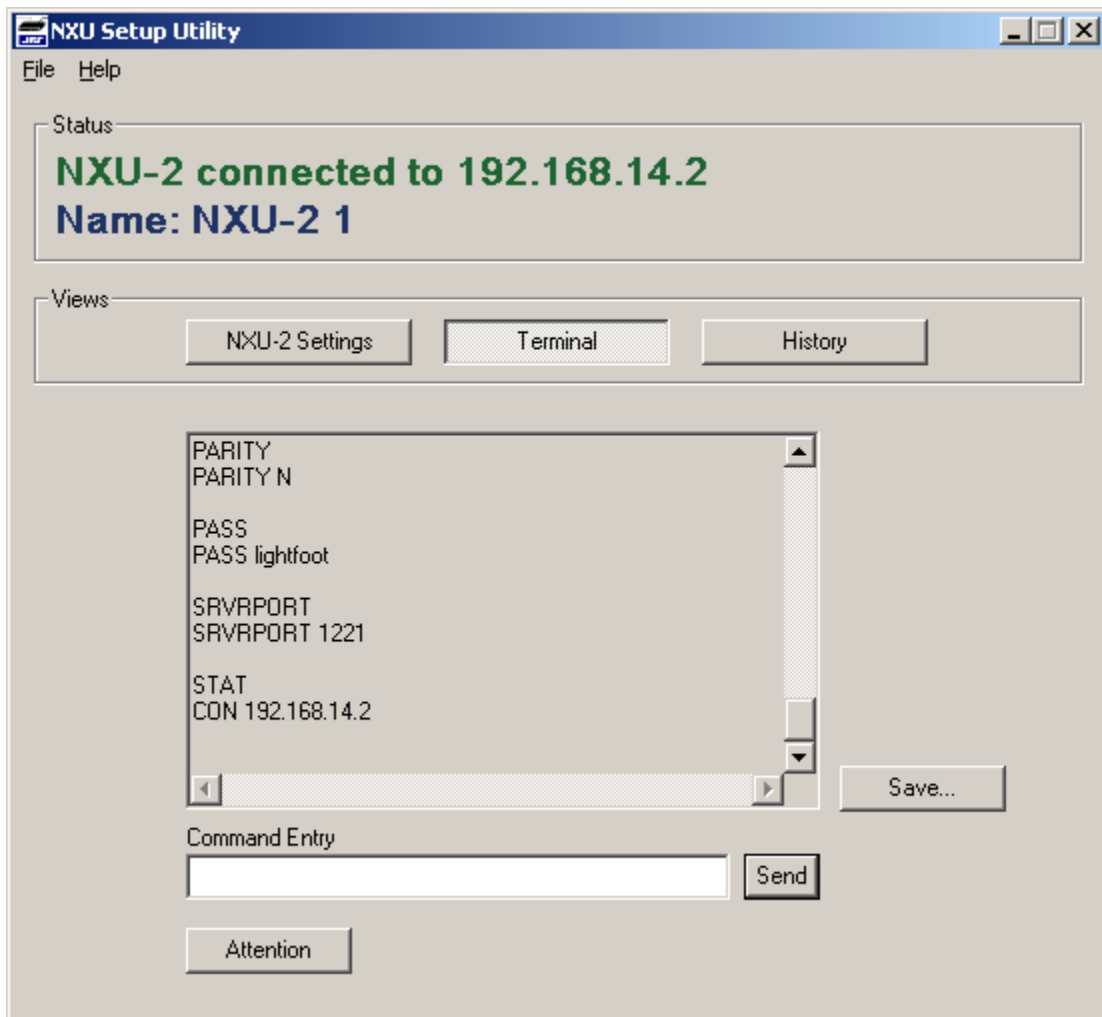 NXU Setup Utility
File Help
Status
NXU-2 connected to 192.168.14.2
Name: NXU-2 1
Views
NXU-2 Settings
Terminal
History
PARITY
PARITY N
PASS
PASS lightfoot
SRVRPORT
SRVRPORT 1221
STAT
CON 192.168.14.2
Save...
Command Entry
Send
Attention